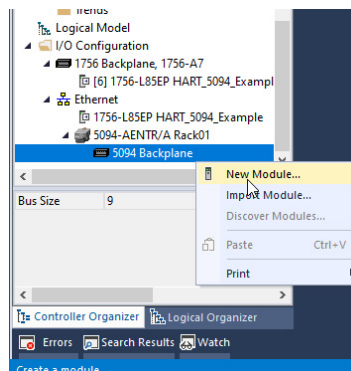 Trends
Logical Model
I/O Configuration
1756 Backplane, 1756-A7
[6] 1756-L85EP HART_5094_Exampl
Ethernet
1756-L85EP HART_5094_Example
5094-AENTR/A Rack01
5094 Backplane
New Module...
Import Module...
Discover Modules...
Paste Ctrl+V
Print
Bus Size 9
Controller Organizer Logical Organizer
Errors Search Results Watch
Create a module